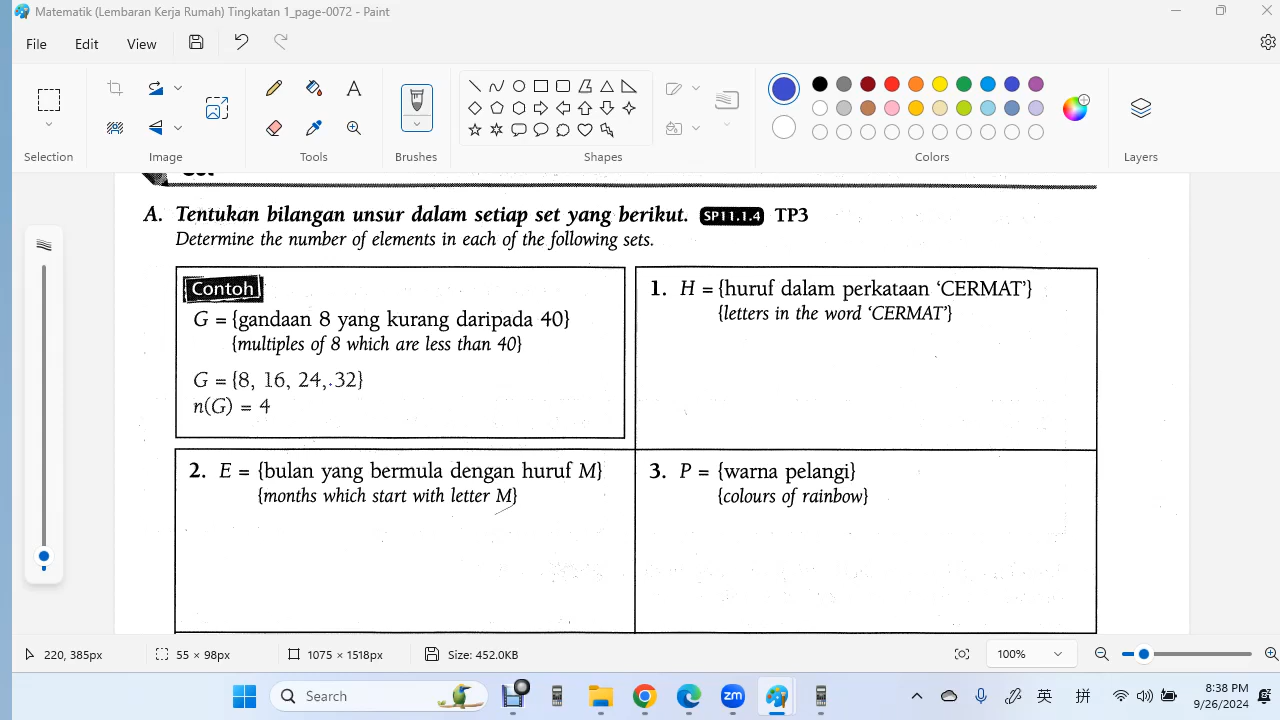 Matematik (Lembaran Kerja Rumah) Tingkatan 1_page-0072 - Paint
File Edit View
Selection Image Tools Brushes Shapes Colors Layers
A. Tentukan bilangan unsur dalam setiap set yang berikut. SP11.1.4 TP3
Determine the number of elements in each of the following sets.
Contoh
G = {gandaan 8 yang kurang daripada 40}
{multiples of 8 which are less than 40}
G = {8, 16, 24, 32}
n(G) = 4
1. H = {huruf dalam perkataan ‘CERMAT’}
{letters in the word ‘CERMAT’}
2. E = {bulan yang bermula dengan huruf M}
{months which start with letter M}
3. P = {warna pelangi}
{colours of rainbow}
220, 385px 55 × 98px 1075 × 1518px Size: 452.0KB 100%
Search zm 英 拼 8:38 PM
9/26/2024